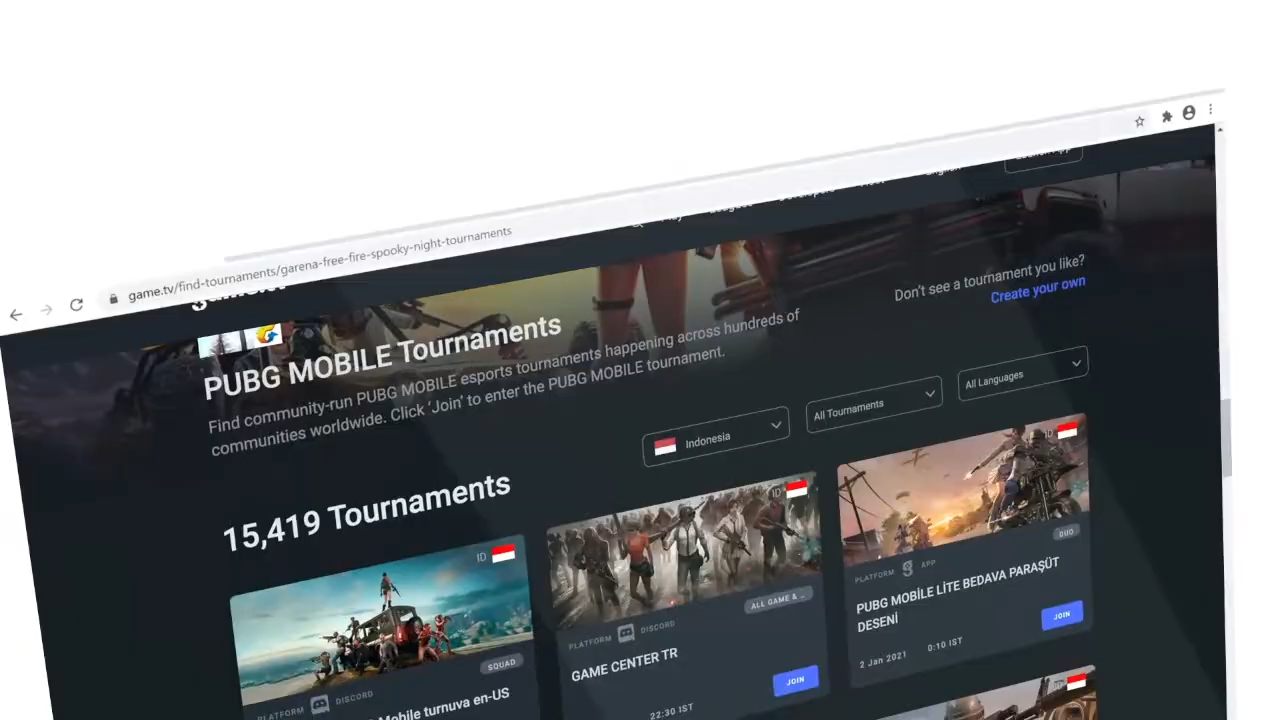 game.tv/find-tournaments/garena-free-fire-spooky-night-tournaments
PUBG MOBILE Tournaments
Find community-run PUBG MOBILE esports tournaments happening across hundreds of
communities worldwide. Click ‘Join’ to enter the PUBG MOBILE tournament.
Don't see a tournament you like?
Create your own
Indonesia
All Tournaments
All Languages
15,419 Tournaments
ID
SQUAD
PLATFORM DISCORD
Mobile turnuva en-US
ID
ALL GAME & ..
PLATFORM DISCORD
GAME CENTER TR
22:30 IST
JOIN
ID
DUO
PLATFORM APP
PUBG MOBİLE LİTE BEDAVA PARAŞÜT
DESENİ
2 Jan 2021 0:10 IST
JOIN